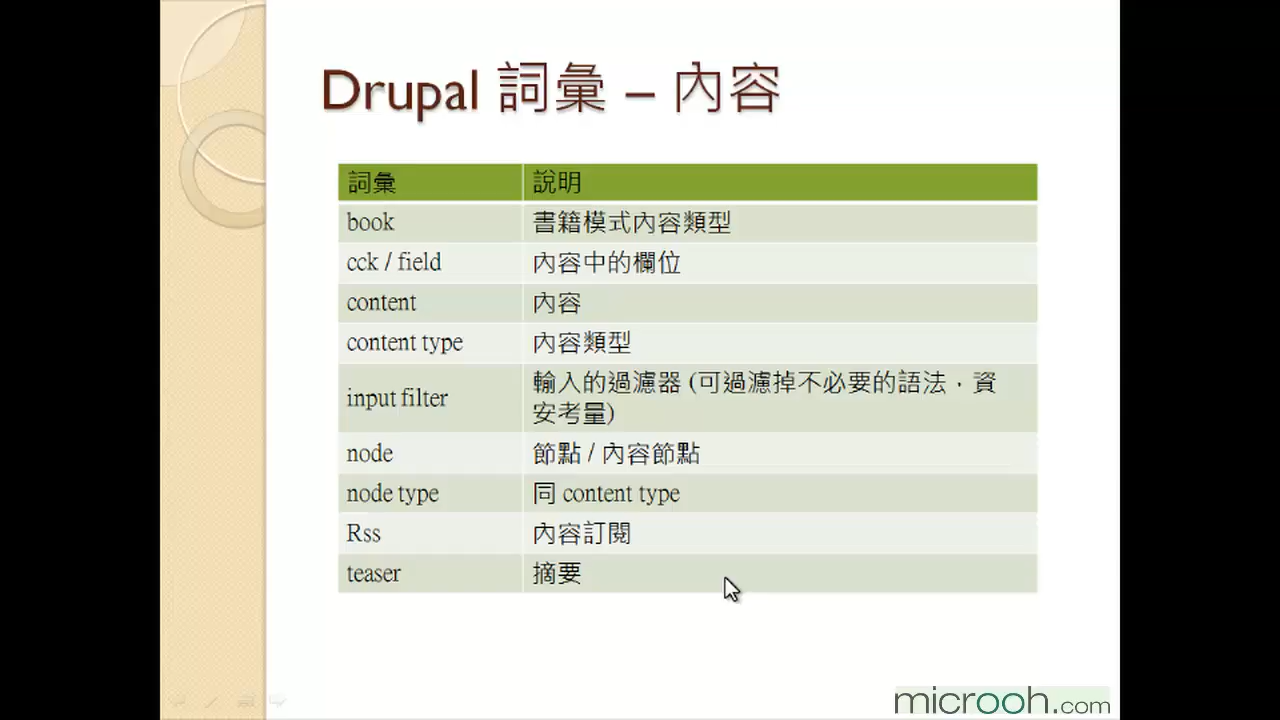 Drupal 詞彙 – 內容
詞彙 說明
book 書籍模式內容類型
cck / field 內容中的欄位
content 內容
content type 內容類型
input filter 輸入的過濾器 (可過濾掉不必要的語法，資
安考量)
node 節點 / 內容節點
node type 同 content type
Rss 內容訂閱
teaser 摘要
microoh.com